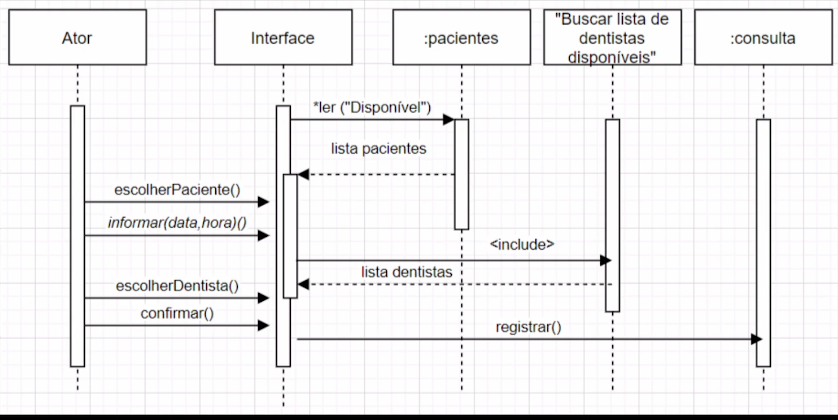 Ator
Interface
:pacientes
"Buscar lista de
dentistas
disponíveis"
:consulta
*ler ("Disponível")
lista pacientes
escolherPaciente()
informar(data,hora)()
<include>
lista dentistas
escolherDentista()
confirmar()
registrar()